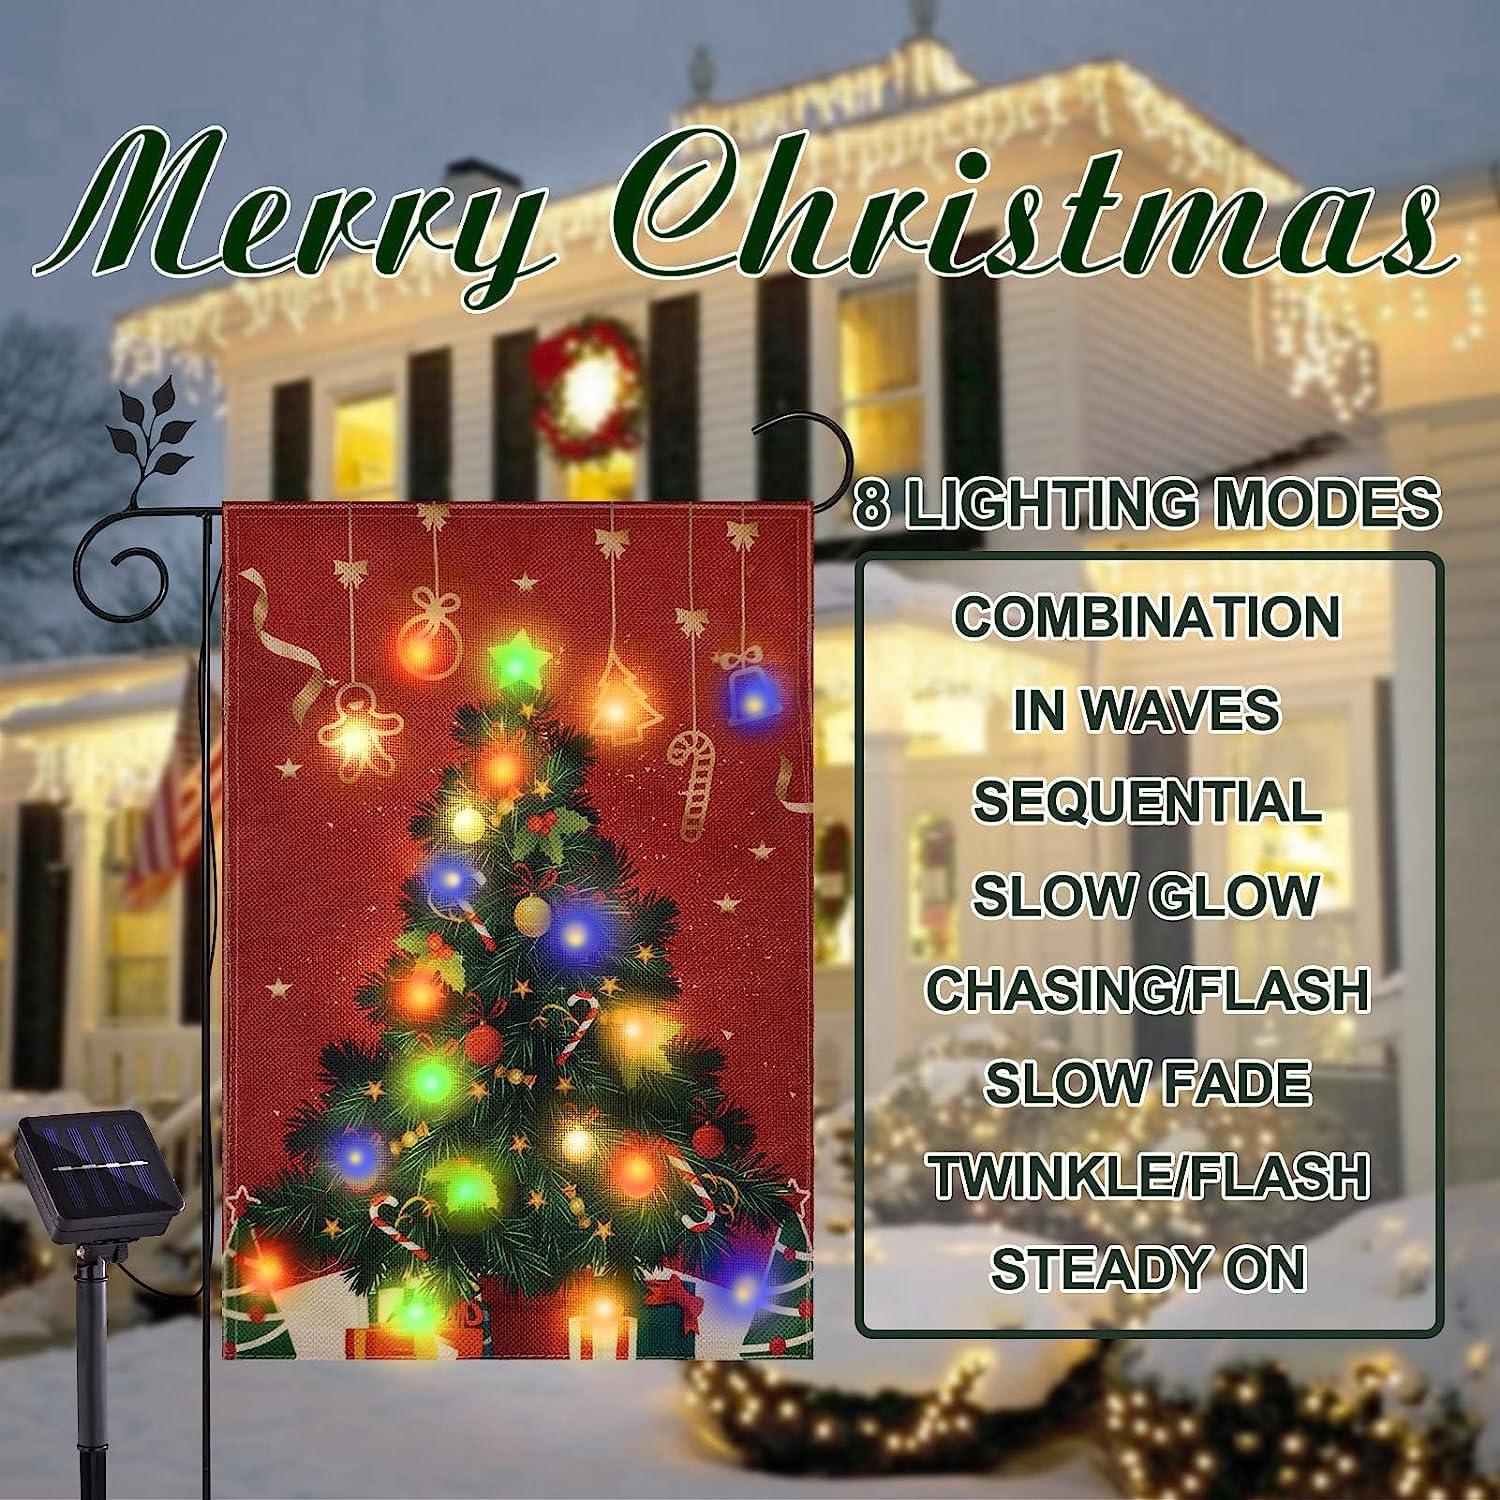 Merry Christmas
8 LIGHTING MODES
COMBINATION
IN WAVES
SEQUENTIAL
SLOW GLOW
CHASING/FLASH
SLOW FADE
TWINKLE/FLASH
STEADY ON